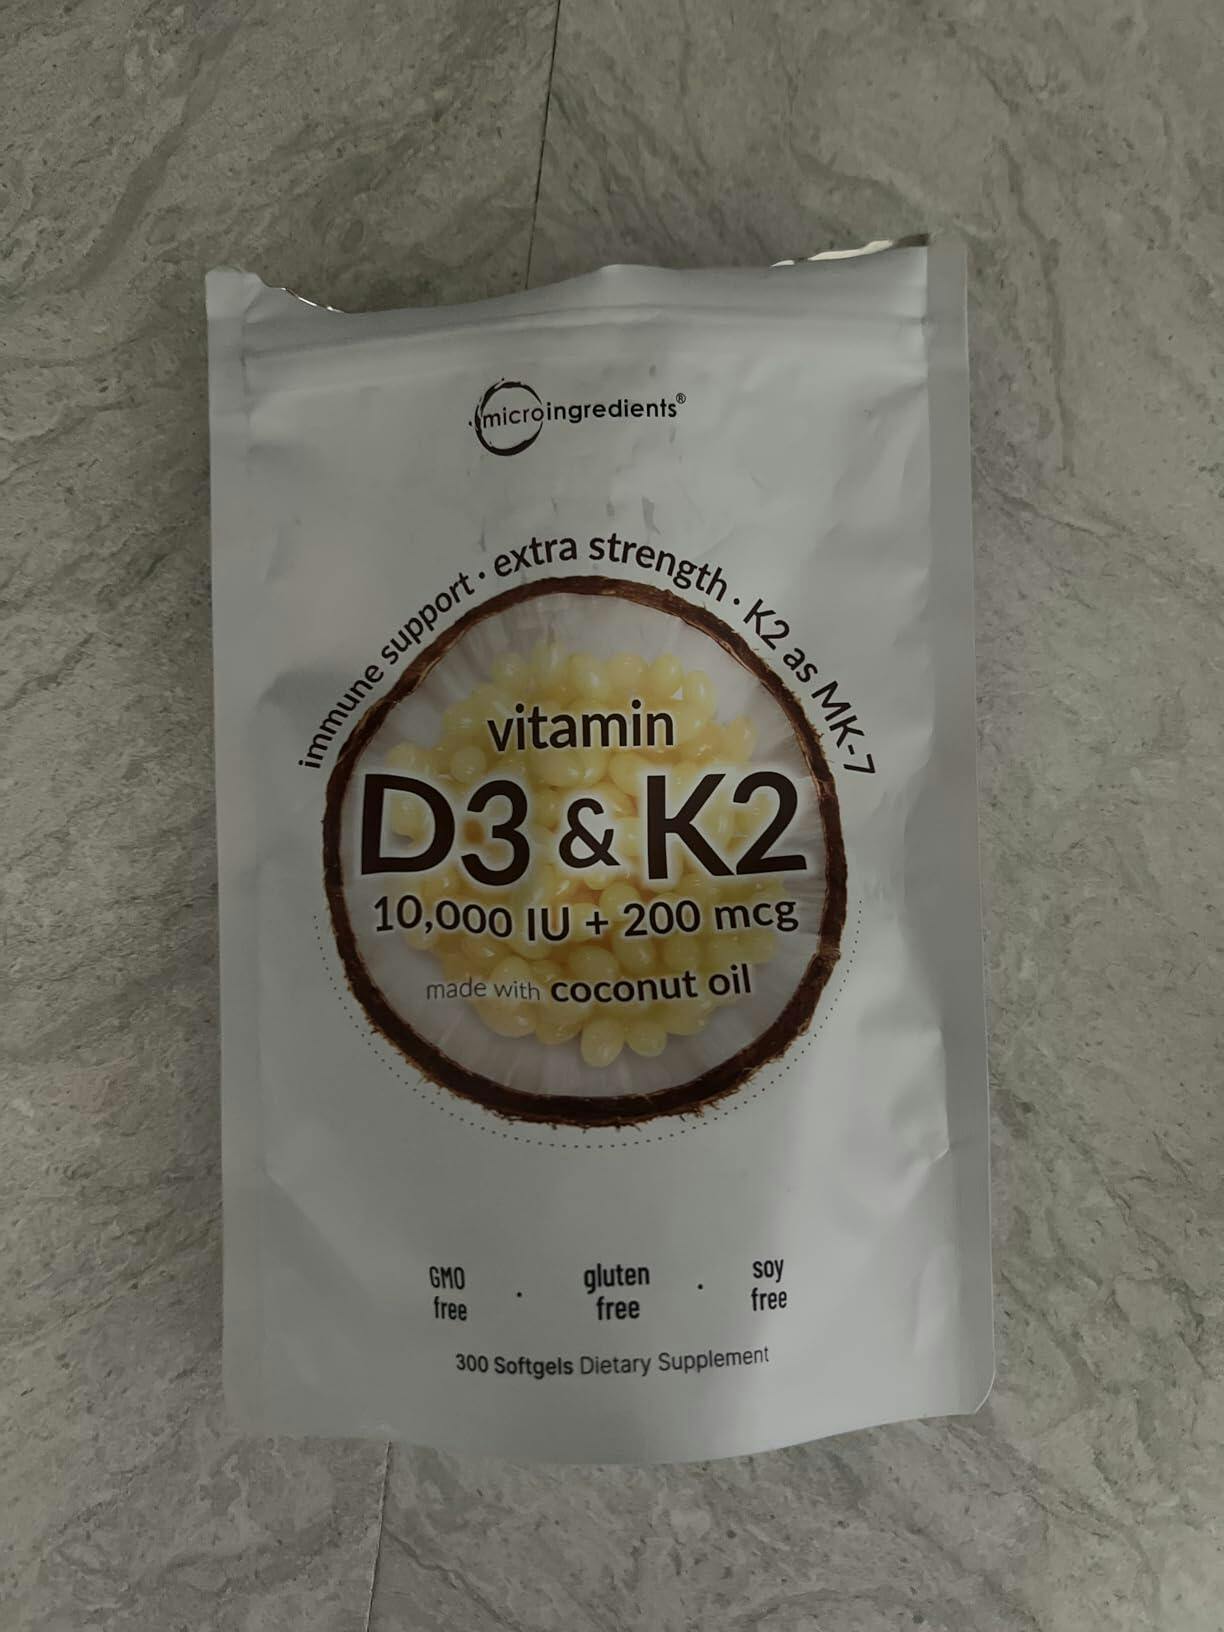 microingredients®
immune support · extra strength · K2 as MK-7
vitamin
D3 & K2
10,000 IU + 200 mcg
made with coconut oil
GMO free · gluten free · soy free
300 Softgels Dietary Supplement